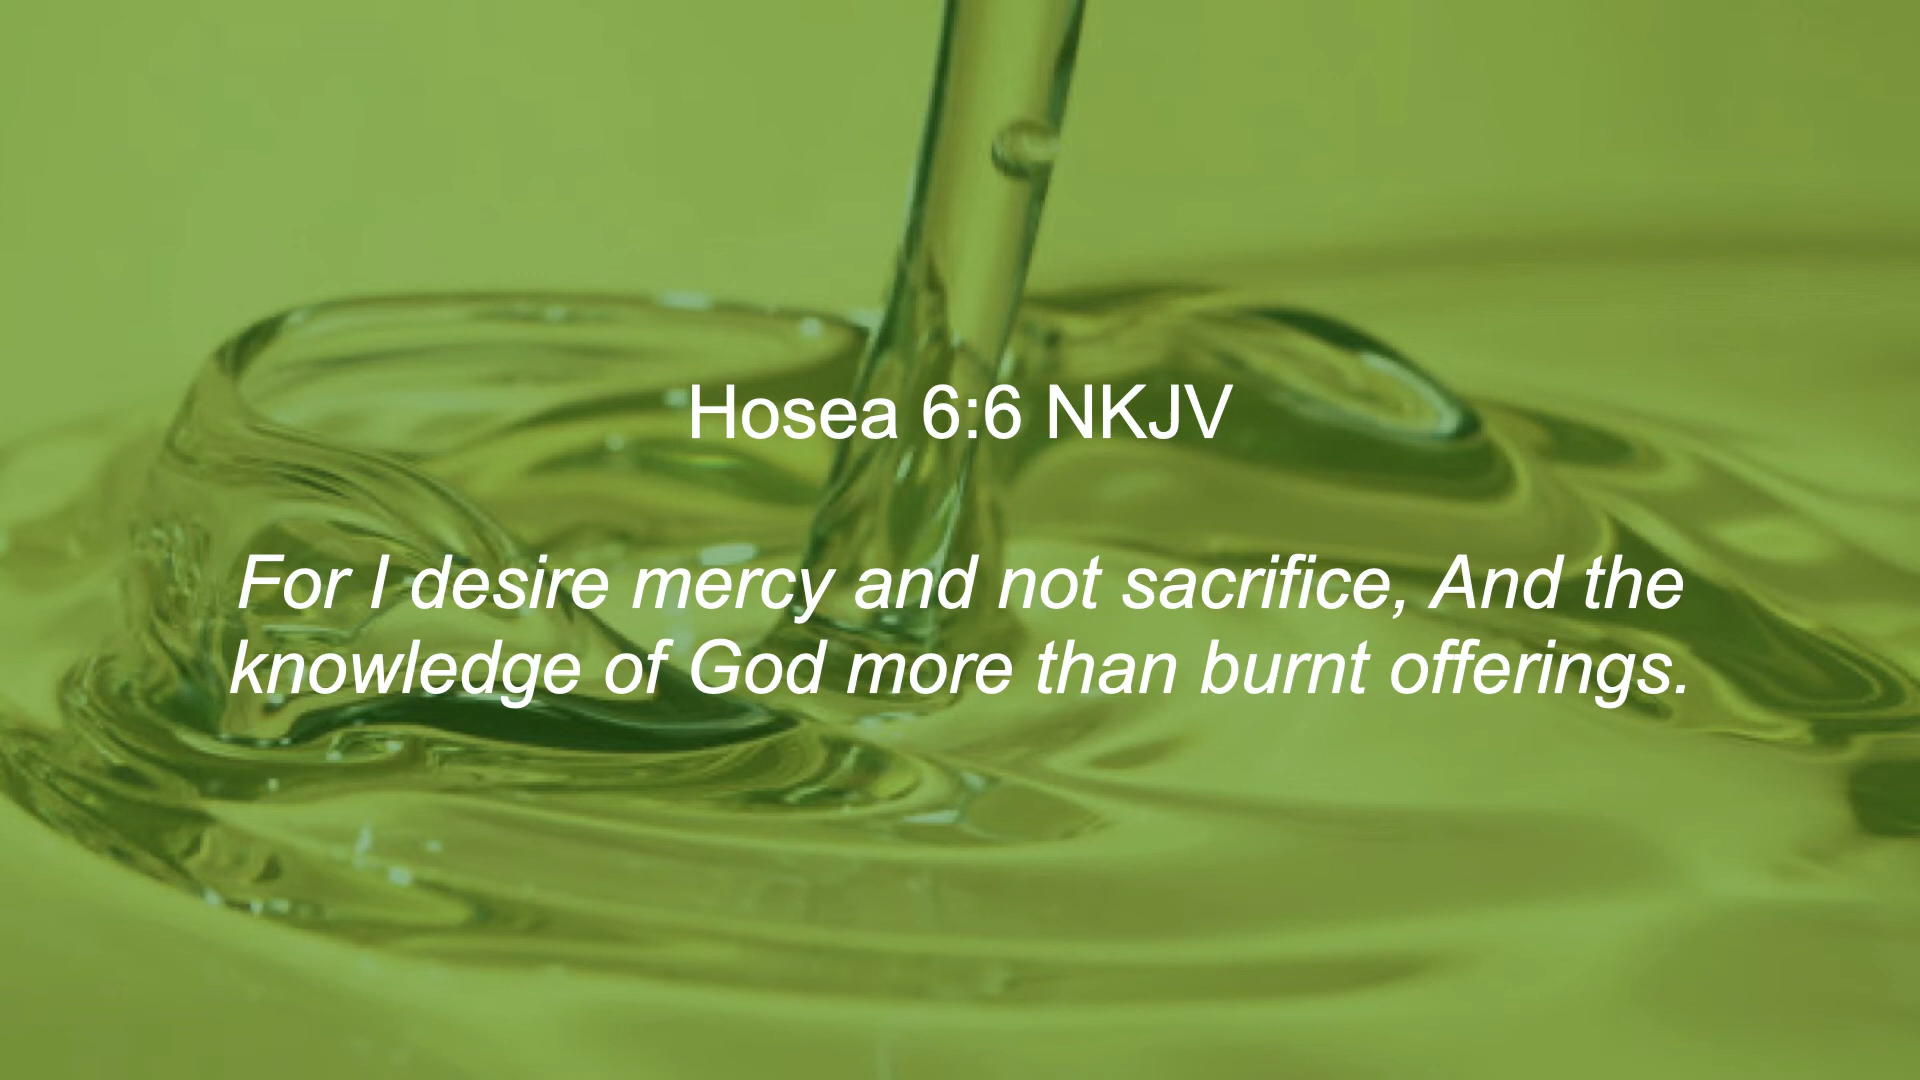 Hosea 6:6 NKJV
For I desire mercy and not sacrifice, And the
knowledge of God more than burnt offerings.